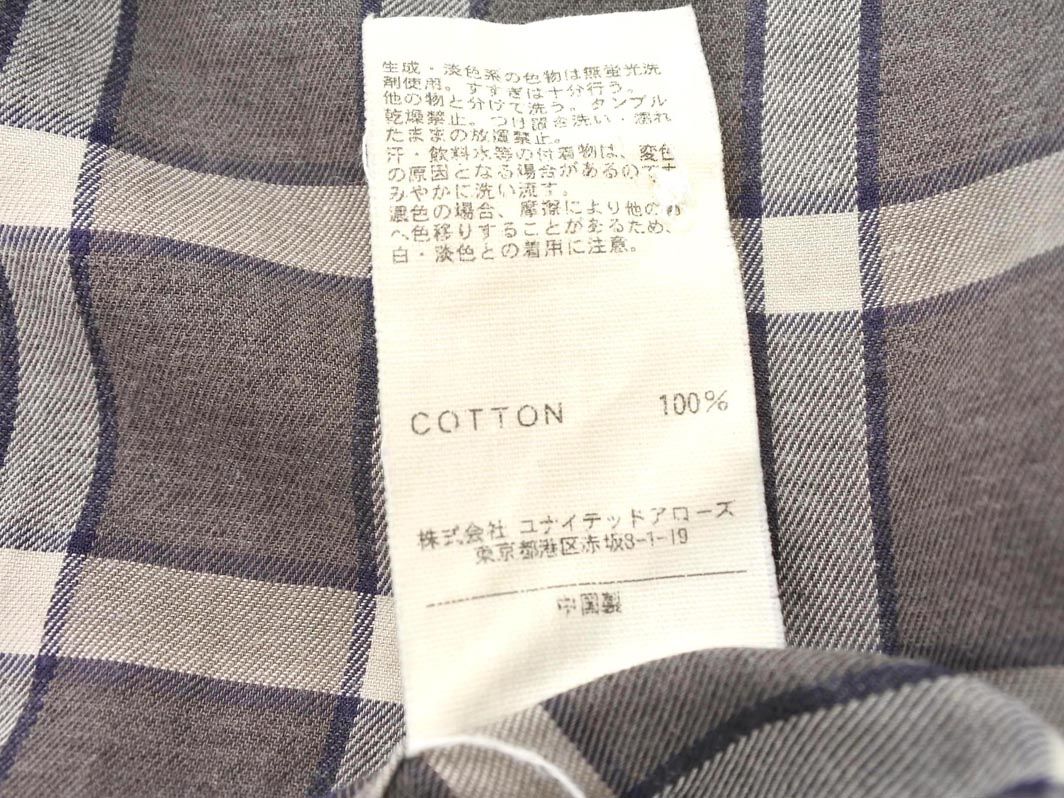 生成・淡色系の色物は無蛍光洗
剤使用。すすぎは十分行う。
他の物と分けて洗う。タンブル
乾燥禁止。つけ置き洗い・濡れ
たままの放置禁止。
汗・飲料水等の付着物は、変色
の原因となる場合があるのです
みやかに洗い流す。
濃色の場合、摩擦により他の物
へ色移りすることがあるため、
白・淡色との着用に注意。
COTTON 100%
株式会社 ユナイテッドアローズ
東京都港区赤坂8-1-19
中国製